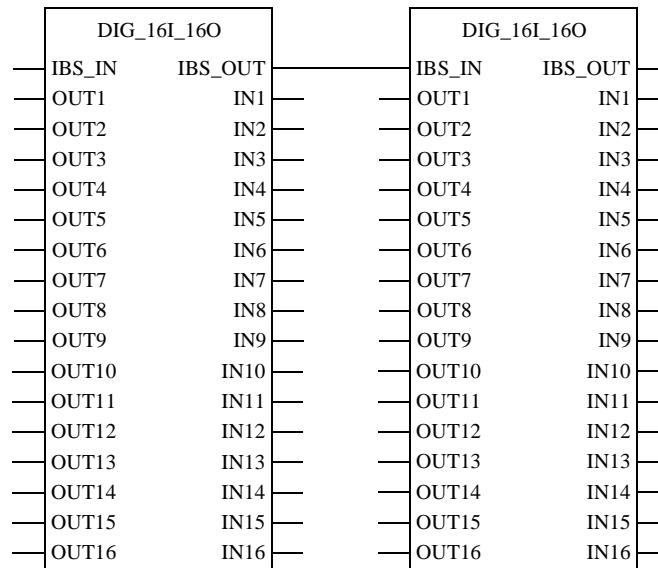 DIG_16I_16O DIG_16I_16O
IBS_IN IBS_OUT IBS_IN IBS_OUT
OUT1 IN1 OUT1 IN1
OUT2 IN2 OUT2 IN2
OUT3 IN3 OUT3 IN3
OUT4 IN4 OUT4 IN4
OUT5 IN5 OUT5 IN5
OUT6 IN6 OUT6 IN6
OUT7 IN7 OUT7 IN7
OUT8 IN8 OUT8 IN8
OUT9 IN9 OUT9 IN9
OUT10 IN10 OUT10 IN10
OUT11 IN11 OUT11 IN11
OUT12 IN12 OUT12 IN12
OUT13 IN13 OUT13 IN13
OUT14 IN14 OUT14 IN14
OUT15 IN15 OUT15 IN15
OUT16 IN16 OUT16 IN16